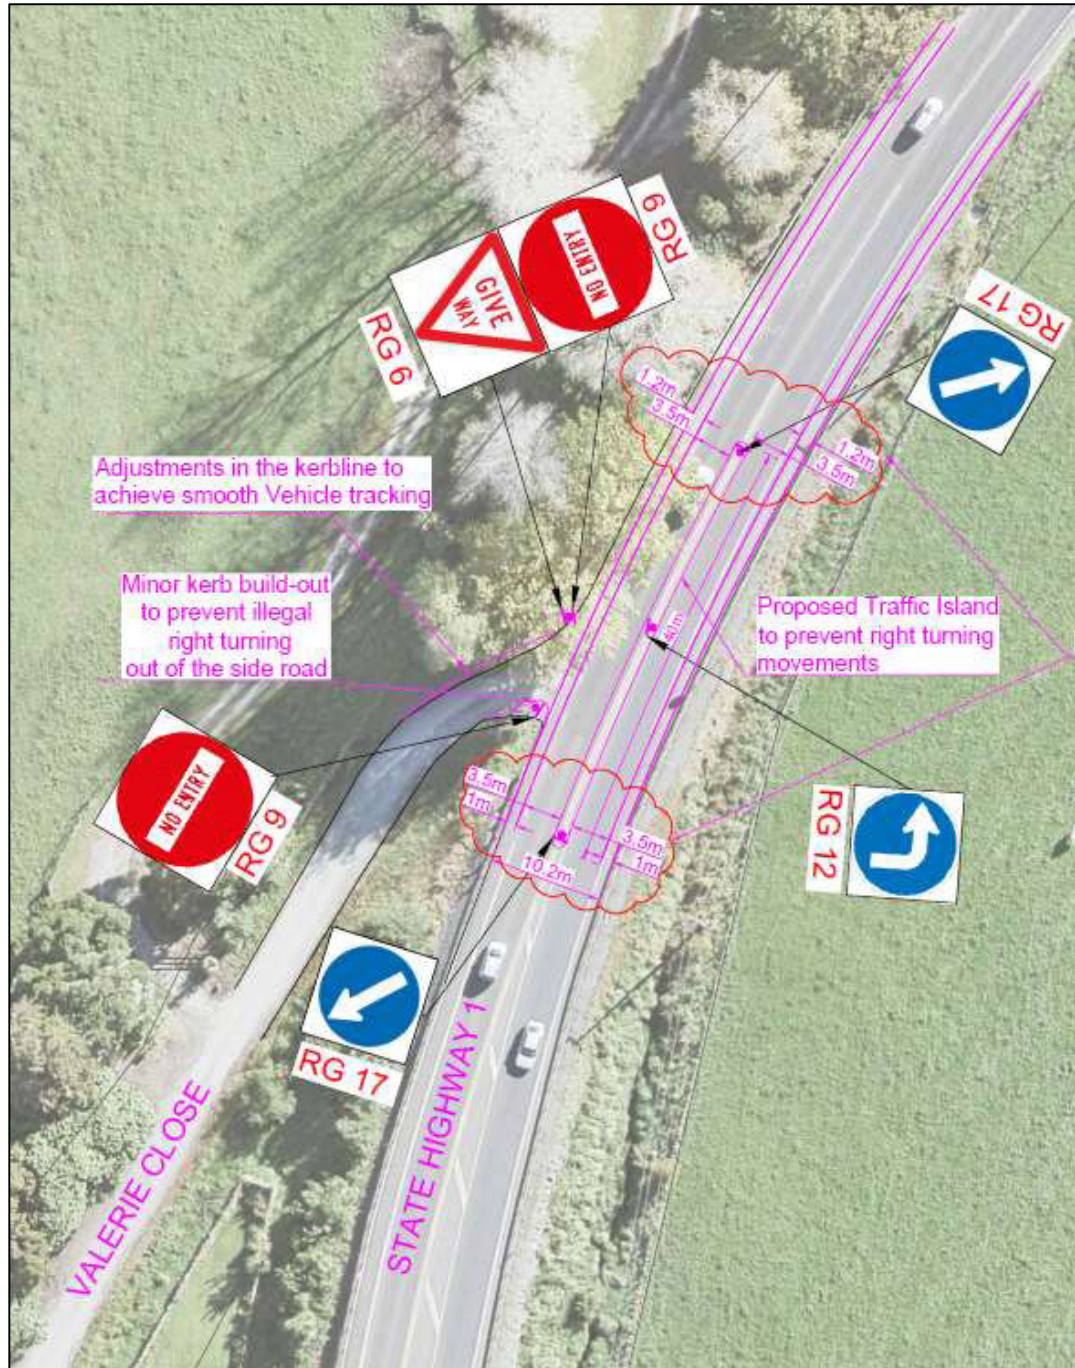 NO ENTRY
RG 9
GIVE
WAY
RG 6
RG 17
1.2m
3.5m
1.2m
3.5m
Adjustments in the kerbline to
achieve smooth Vehicle tracking
Minor kerb build-out
to prevent illegal
right turning
out of the side road
Proposed Traffic Island
to prevent right turning
movements
40m
NO ENTRY
RG 9
3.5m
1m
3.5m
1m
10.2m
RG 12
RG 17
STATE HIGHWAY 1
VALERIE CLOSE